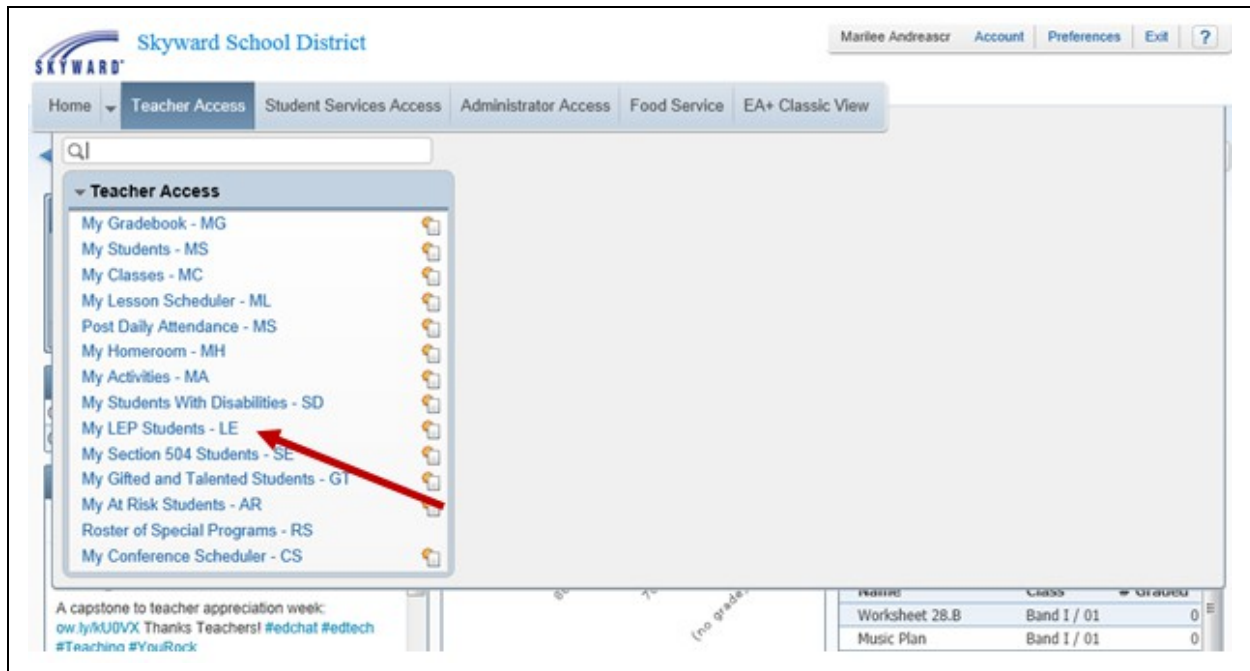 SKYWARD
Skyward School District
Marilee Andreascr Account Preferences Exit ?
Home Teacher Access Student Services Access Administrator Access Food Service EA+ Classic View
Teacher Access
My Gradebook - MG
My Students - MS
My Classes - MC
My Lesson Scheduler - ML
Post Daily Attendance - MS
My Homeroom - MH
My Activities - MA
My Students With Disabilities - SD
My LEP Students - LE
My Section 504 Students - SE
My Gifted and Talented Students - GT
My At Risk Students - AR
Roster of Special Programs - RS
My Conference Scheduler - CS
A capstone to teacher appreciation week:
ow.ly/kU0VX Thanks Teachers! #edchat #edtech
#Teaching #YouRock
(no grade)
Name Class Graded
Worksheet 28.B Band I / 01 0
Music Plan Band I / 01 0